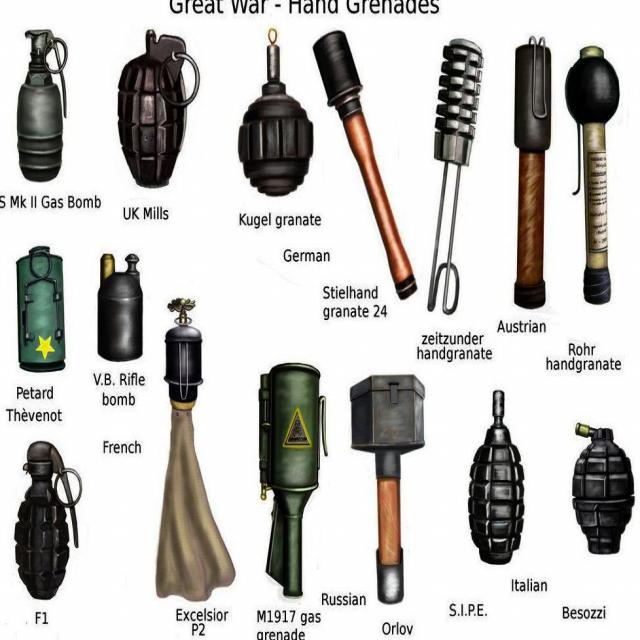 Great War - Hand Grenades
S Mk II Gas Bomb
UK Mills
Kugel granate
German
Stielhand
granate 24
zeitzunder
handgranate
Austrian
Rohr
handgranate
Petard
Thèvenot
V.B. Rifle
bomb
French
F1
Excelsior
P2
M1917 gas
grenade
Russian
Orlov
S.I.P.E.
Italian
Besozzi